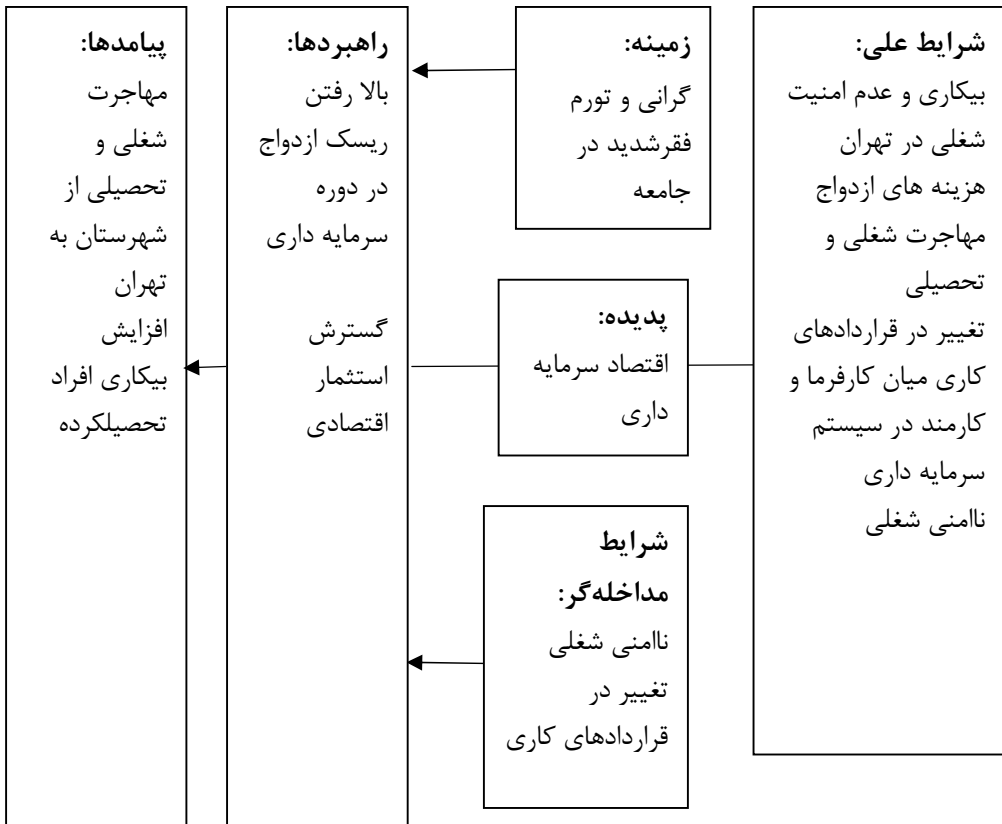 شرایط علی:
بیکاری و عدم امنیت
شغلی در تهران
هزینه های ازدواج
مهاجرت شغلی و
تحصیلی
تغییر در قراردادهای
کاری میان کارفرما و
کارمند در سیستم
سرمایه داری
ناامنی شغلی
زمینه:
گرانی و تورم
فقرشدید در
جامعه
پدیده:
اقتصاد سرمایه
داری
شرایط
مداخله‌گر:
ناامنی شغلی
تغییر در
قراردادهای کاری
راهبردها:
بالا رفتن
ریسک ازدواج
در دوره
سرمایه داری
گسترش
استثمار
اقتصادی
پیامدها:
مهاجرت
شغلی و
تحصیلی از
شهرستان به
تهران
افزایش
بیکاری افراد
تحصیلکرده